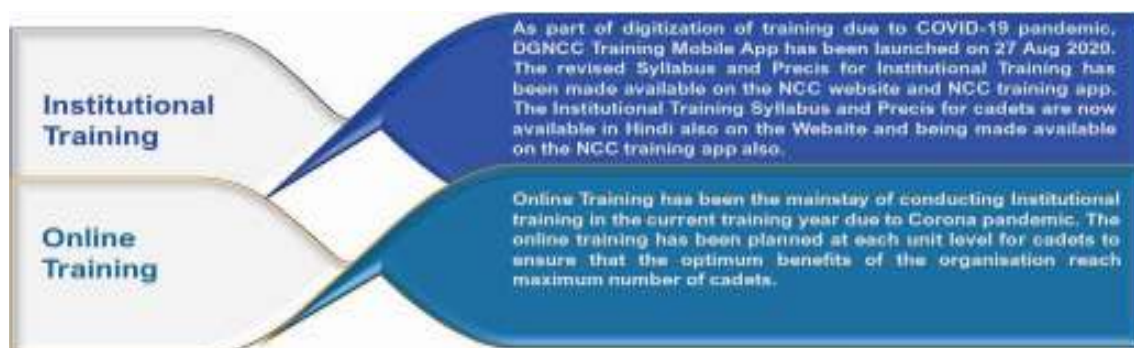 Institutional
Training
As part of digitization of training due to COVID-19 pandemic,
DGNCC Training Mobile App has been launched on 27 Aug 2020.
The revised Syllabus and Precis for Institutional Training has
been made available on the NCC website and NCC training app.
The Institutional Training Syllabus and Precis for cadets are now
available in Hindi also on the Website and being made available
on the NCC training app also.
Online
Training
Online Training has been the mainstay of conducting Institutional
training in the current training year due to Corona pandemic. The
online training has been planned at each unit level for cadets to
ensure that the optimum benefits of the organisation reach
maximum number of cadets.